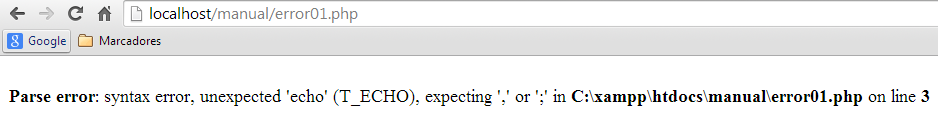 localhost/manual/error01.php
Google Marcadores
Parse error: syntax error, unexpected 'echo' (T_ECHO), expecting ',' or ';' in C:\xampp\htdocs\manual\error01.php on line 3